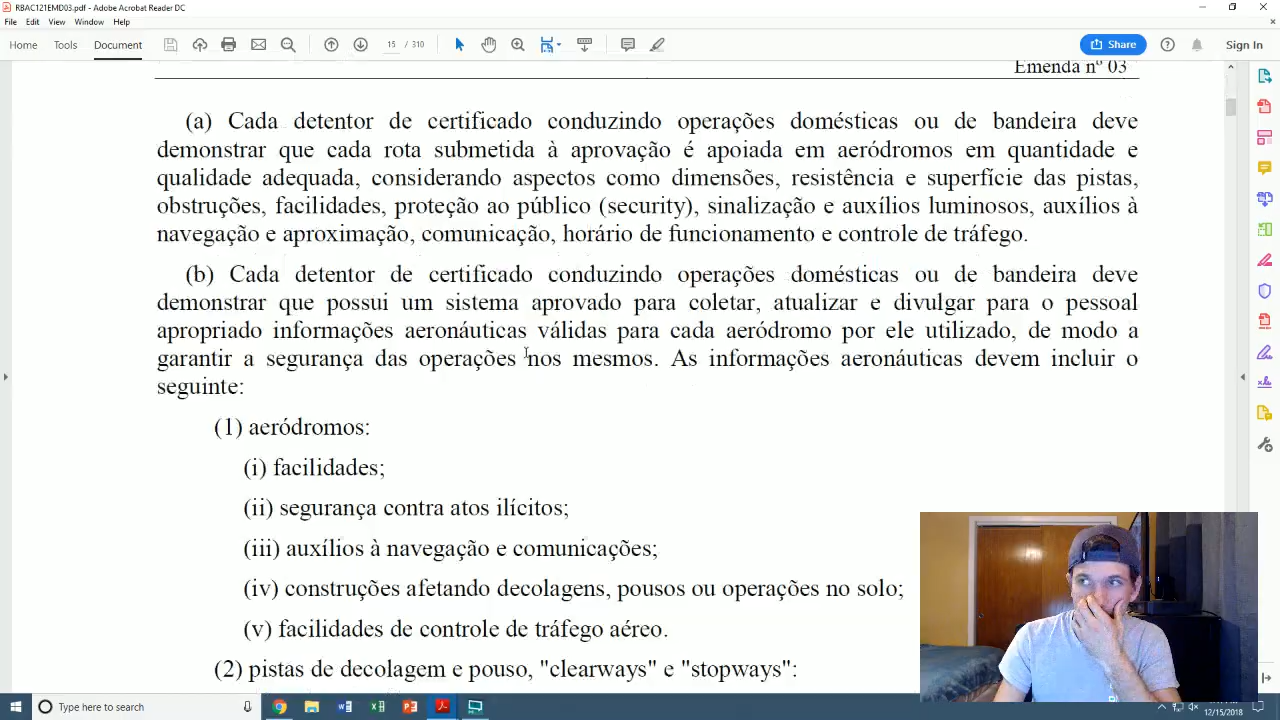 RBAC121EMD03.pdf - Adobe Acrobat Reader DC
File Edit View Window Help
Home Tools Document 15 / 310 Share Sign In
Emenda nº 03
(a) Cada detentor de certificado conduzindo operações domésticas ou de bandeira deve
demonstrar que cada rota submetida à aprovação é apoiada em aeródromos em quantidade e
qualidade adequada, considerando aspectos como dimensões, resistência e superfície das pistas,
obstruções, facilidades, proteção ao público (security), sinalização e auxílios luminosos, auxílios à
navegação e aproximação, comunicação, horário de funcionamento e controle de tráfego.
(b) Cada detentor de certificado conduzindo operações domésticas ou de bandeira deve
demonstrar que possui um sistema aprovado para coletar, atualizar e divulgar para o pessoal
apropriado informações aeronáuticas válidas para cada aeródromo por ele utilizado, de modo a
garantir a segurança das operações nos mesmos. As informações aeronáuticas devem incluir o
seguinte:
(1) aeródromos:
(i) facilidades;
(ii) segurança contra atos ilícitos;
(iii) auxílios à navegação e comunicações;
(iv) construções afetando decolagens, pousos ou operações no solo;
(v) facilidades de controle de tráfego aéreo.
(2) pistas de decolagem e pouso, "clearways" e "stopways":
Type here to search
12/15/2018